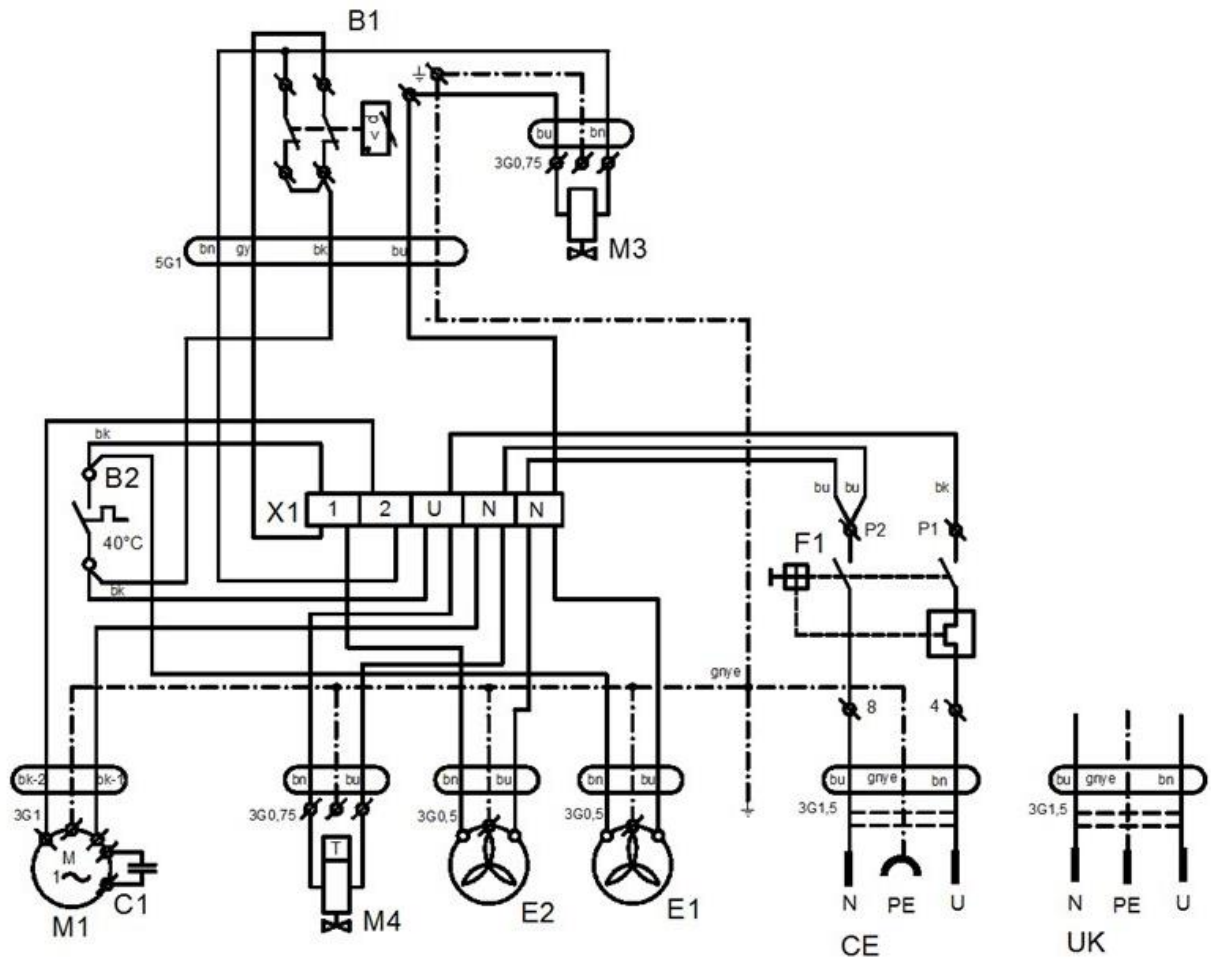 B1
bu bn
3G0,75
M3
p
v
bn gy bk bu
5G1
bk
B2
40°C
bk
X1 1 2 U N N
bu bu bk
P2 P1
F1
gnye
8 4
bk-2 bk-1
3G1
M
1
C1
M1
bn bu
3G0,75
T
M4
bn bu
3G0,5
E2
bn bu
3G0,5
E1
bu gnye bn
3G1,5
N PE U
CE
bu gnye bn
3G1,5
N PE U
UK